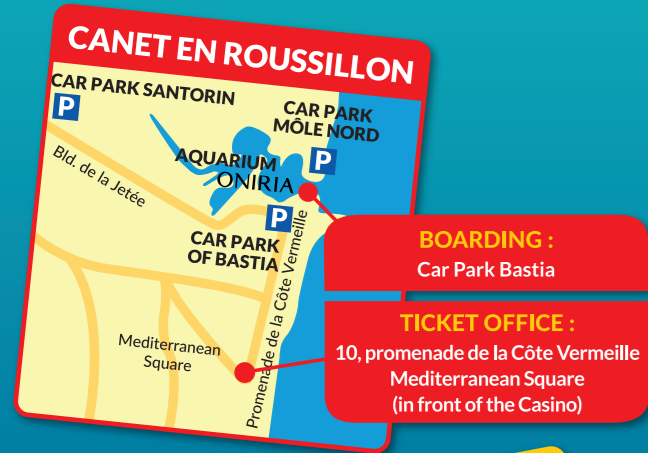 CANET EN ROUSSILLON
CAR PARK SANTORIN
P
CAR PARK
MÔLE NORD
P
Bld. de la Jetée
AQUARIUM
ONIRIA
P
CAR PARK
OF BASTIA
Promenade de la Côte Vermeille
Mediterranean
Square
BOARDING :
Car Park Bastia
TICKET OFFICE :
10, promenade de la Côte Vermeille
Mediterranean Square
(in front of the Casino)